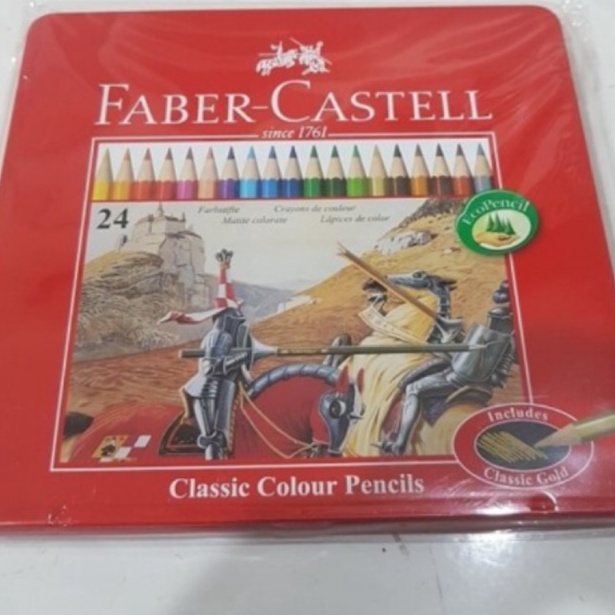 FABER-CASTELL
since 1761
24
Farbstifte Crayons de couleur
Matite colorate Lápices de color
EcoPencil
Includes
Classic Gold
Classic Colour Pencils